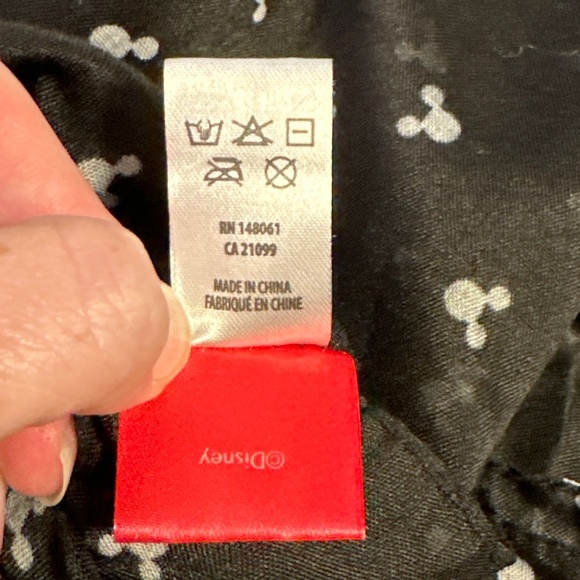 RN 148061
CA 21099
MADE IN CHINA
FABRIQUÉ EN CHINE
©Disney